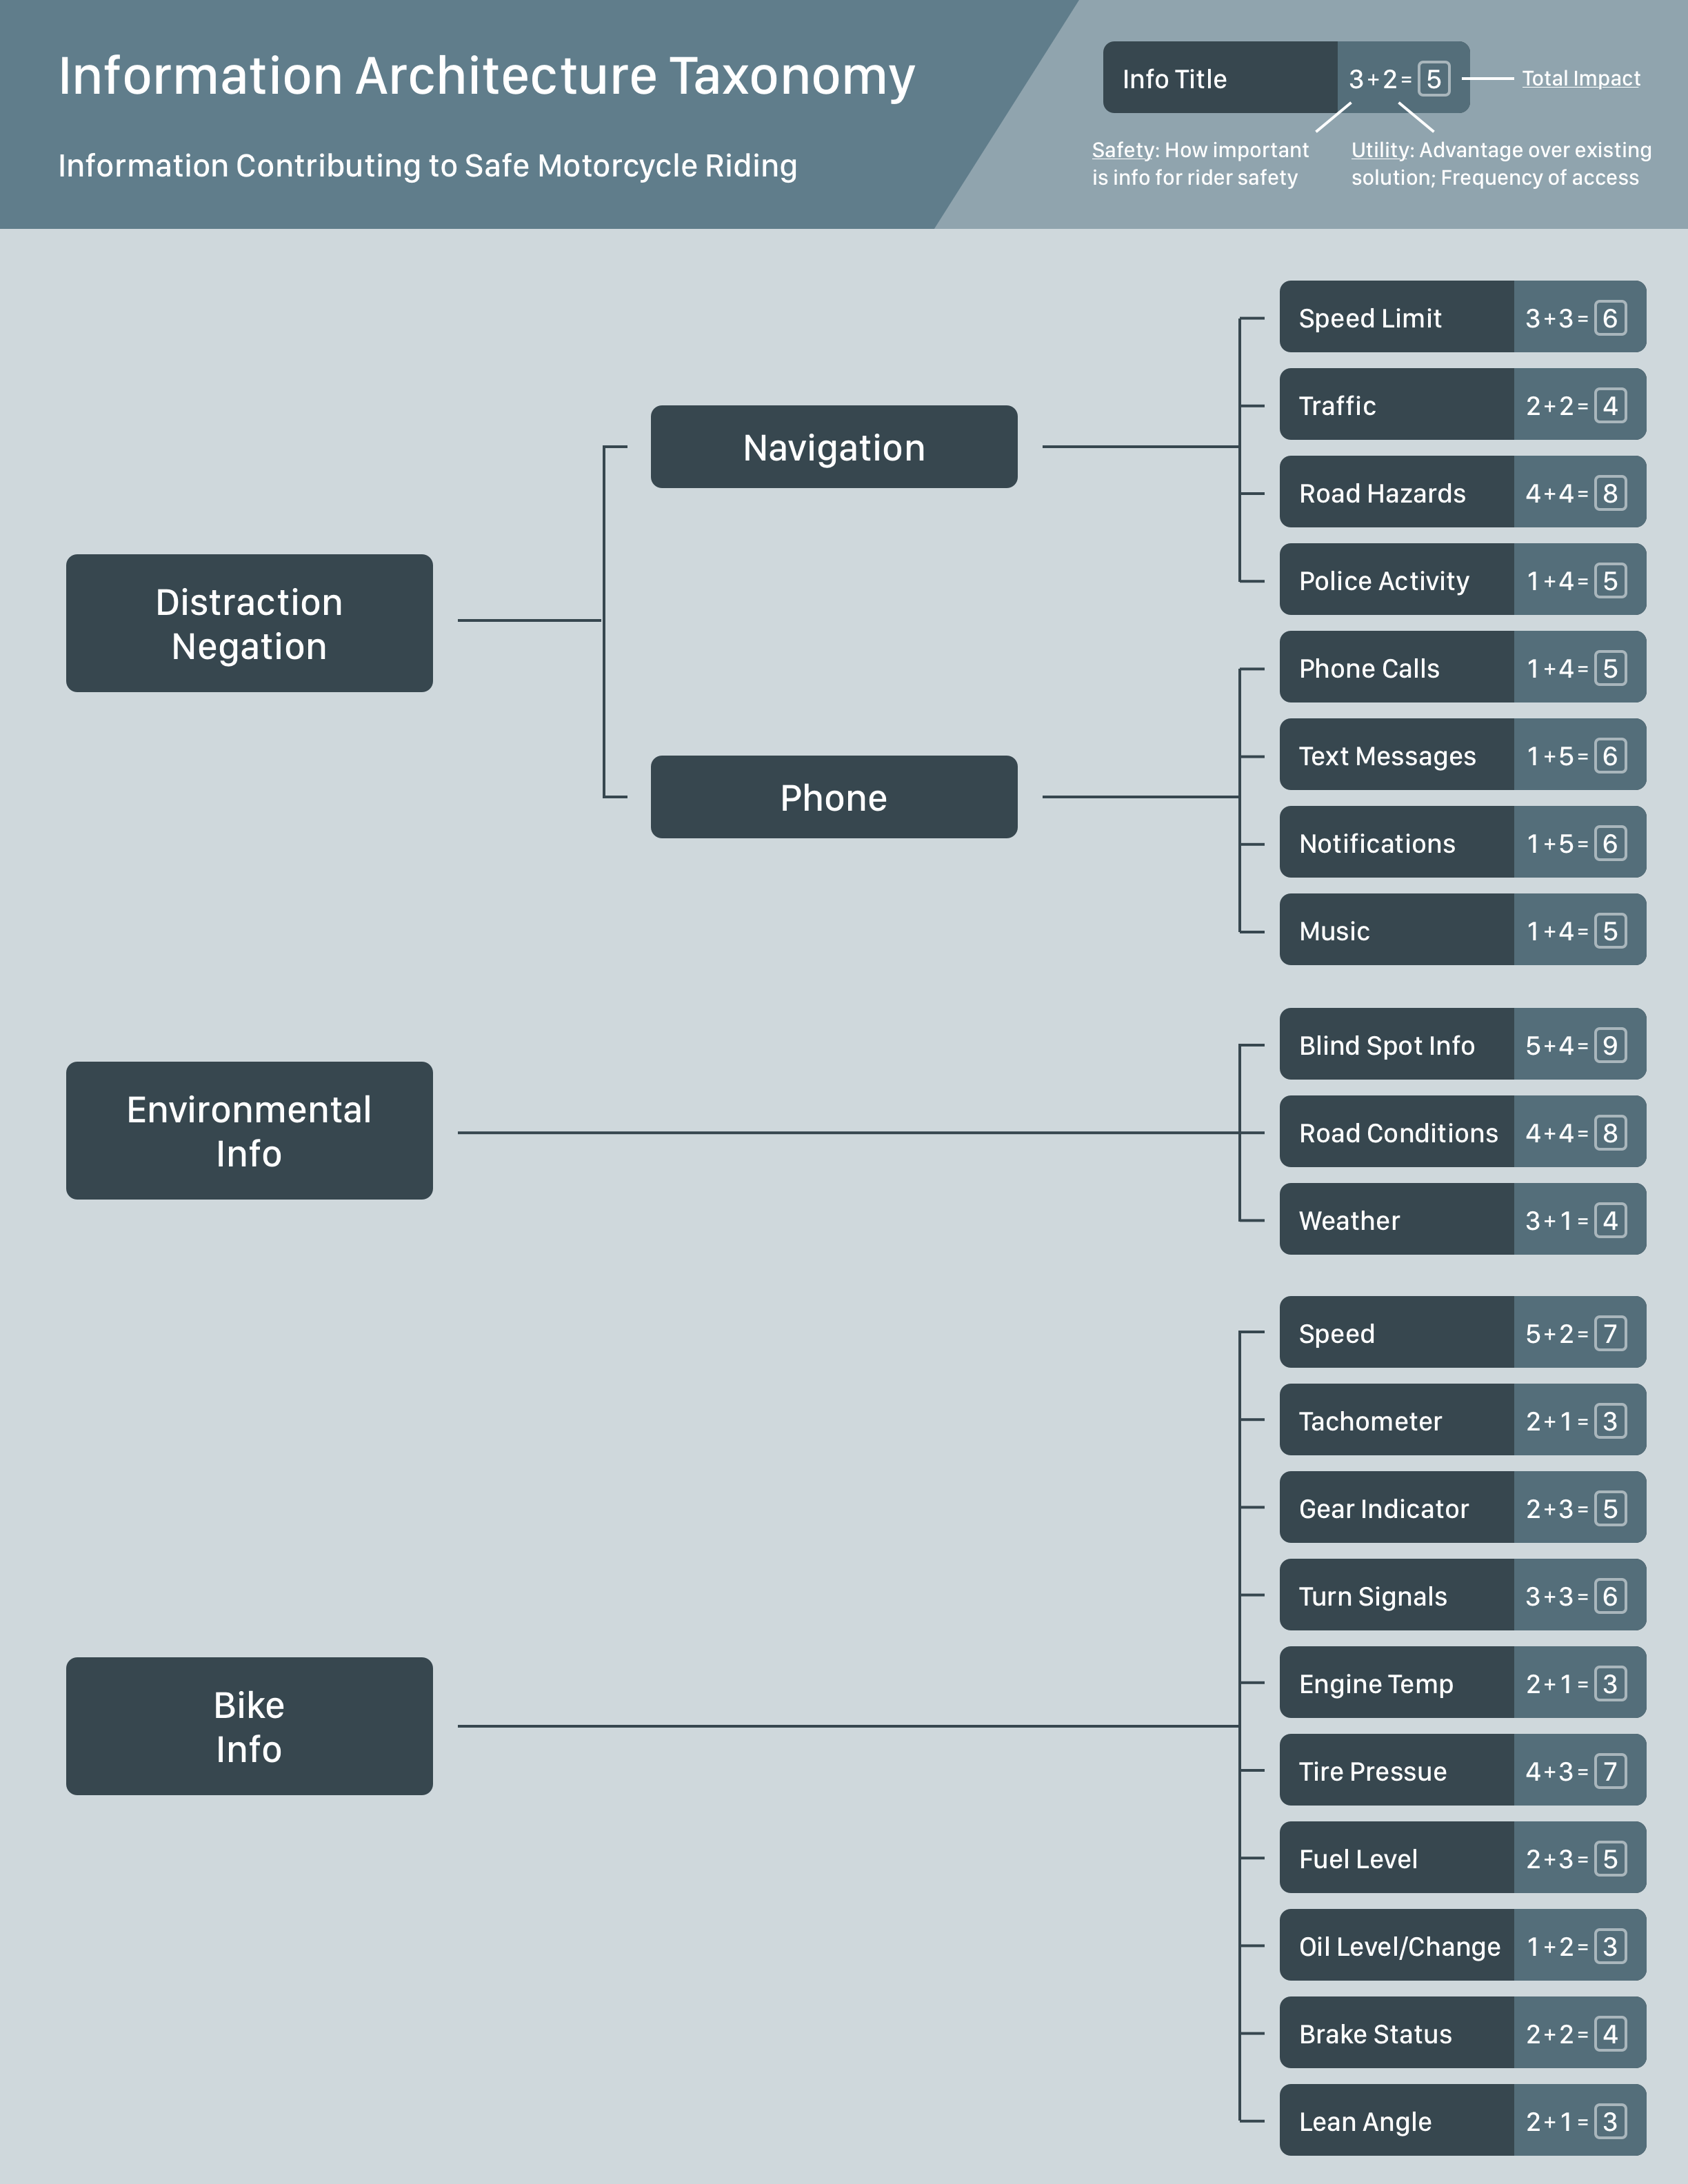 Information Architecture Taxonomy
Information Contributing to Safe Motorcycle Riding
Info Title 3+2= 5 Total Impact
Safety: How important
is info for rider safety
Utility: Advantage over existing
solution; Frequency of access
Distraction
Negation
Navigation
Speed Limit 3+3= 6
Traffic 2+2= 4
Road Hazards 4+4= 8
Police Activity 1+4= 5
Phone
Phone Calls 1+4= 5
Text Messages 1+5= 6
Notifications 1+5= 6
Music 1+4= 5
Environmental
Info
Blind Spot Info 5+4= 9
Road Conditions 4+4= 8
Weather 3+1= 4
Bike
Info
Speed 5+2= 7
Tachometer 2+1= 3
Gear Indicator 2+3= 5
Turn Signals 3+3= 6
Engine Temp 2+1= 3
Tire Pressue 4+3= 7
Fuel Level 2+3= 5
Oil Level/Change 1+2= 3
Brake Status 2+2= 4
Lean Angle 2+1= 3